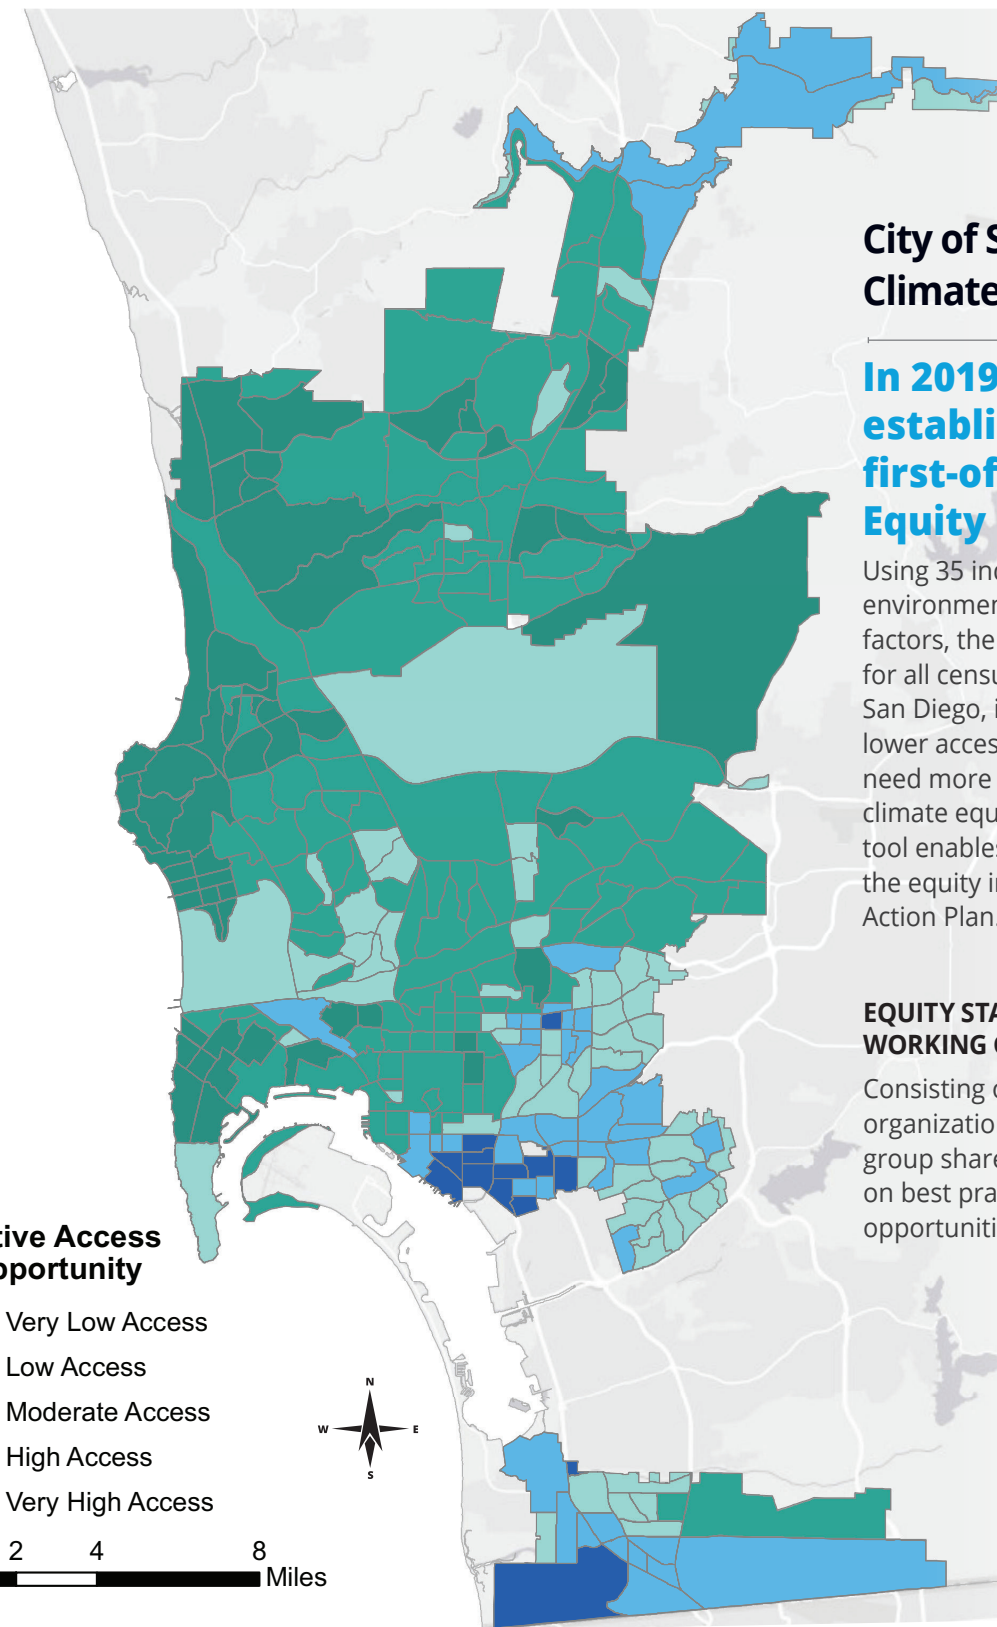 City of S
Climate
In 2019
establi
first-of
Equity
Using 35 ind
environmen
factors, the
for all censu
San Diego, i
lower acces
need more
climate equ
tool enables
the equity in
Action Plan.
EQUITY STA
WORKING G
Consisting o
organizatio
group share
on best pra
opportuniti
tive Access
pportunity
Very Low Access
Low Access
Moderate Access
High Access
Very High Access
N
W E
S
2 4 8
Miles